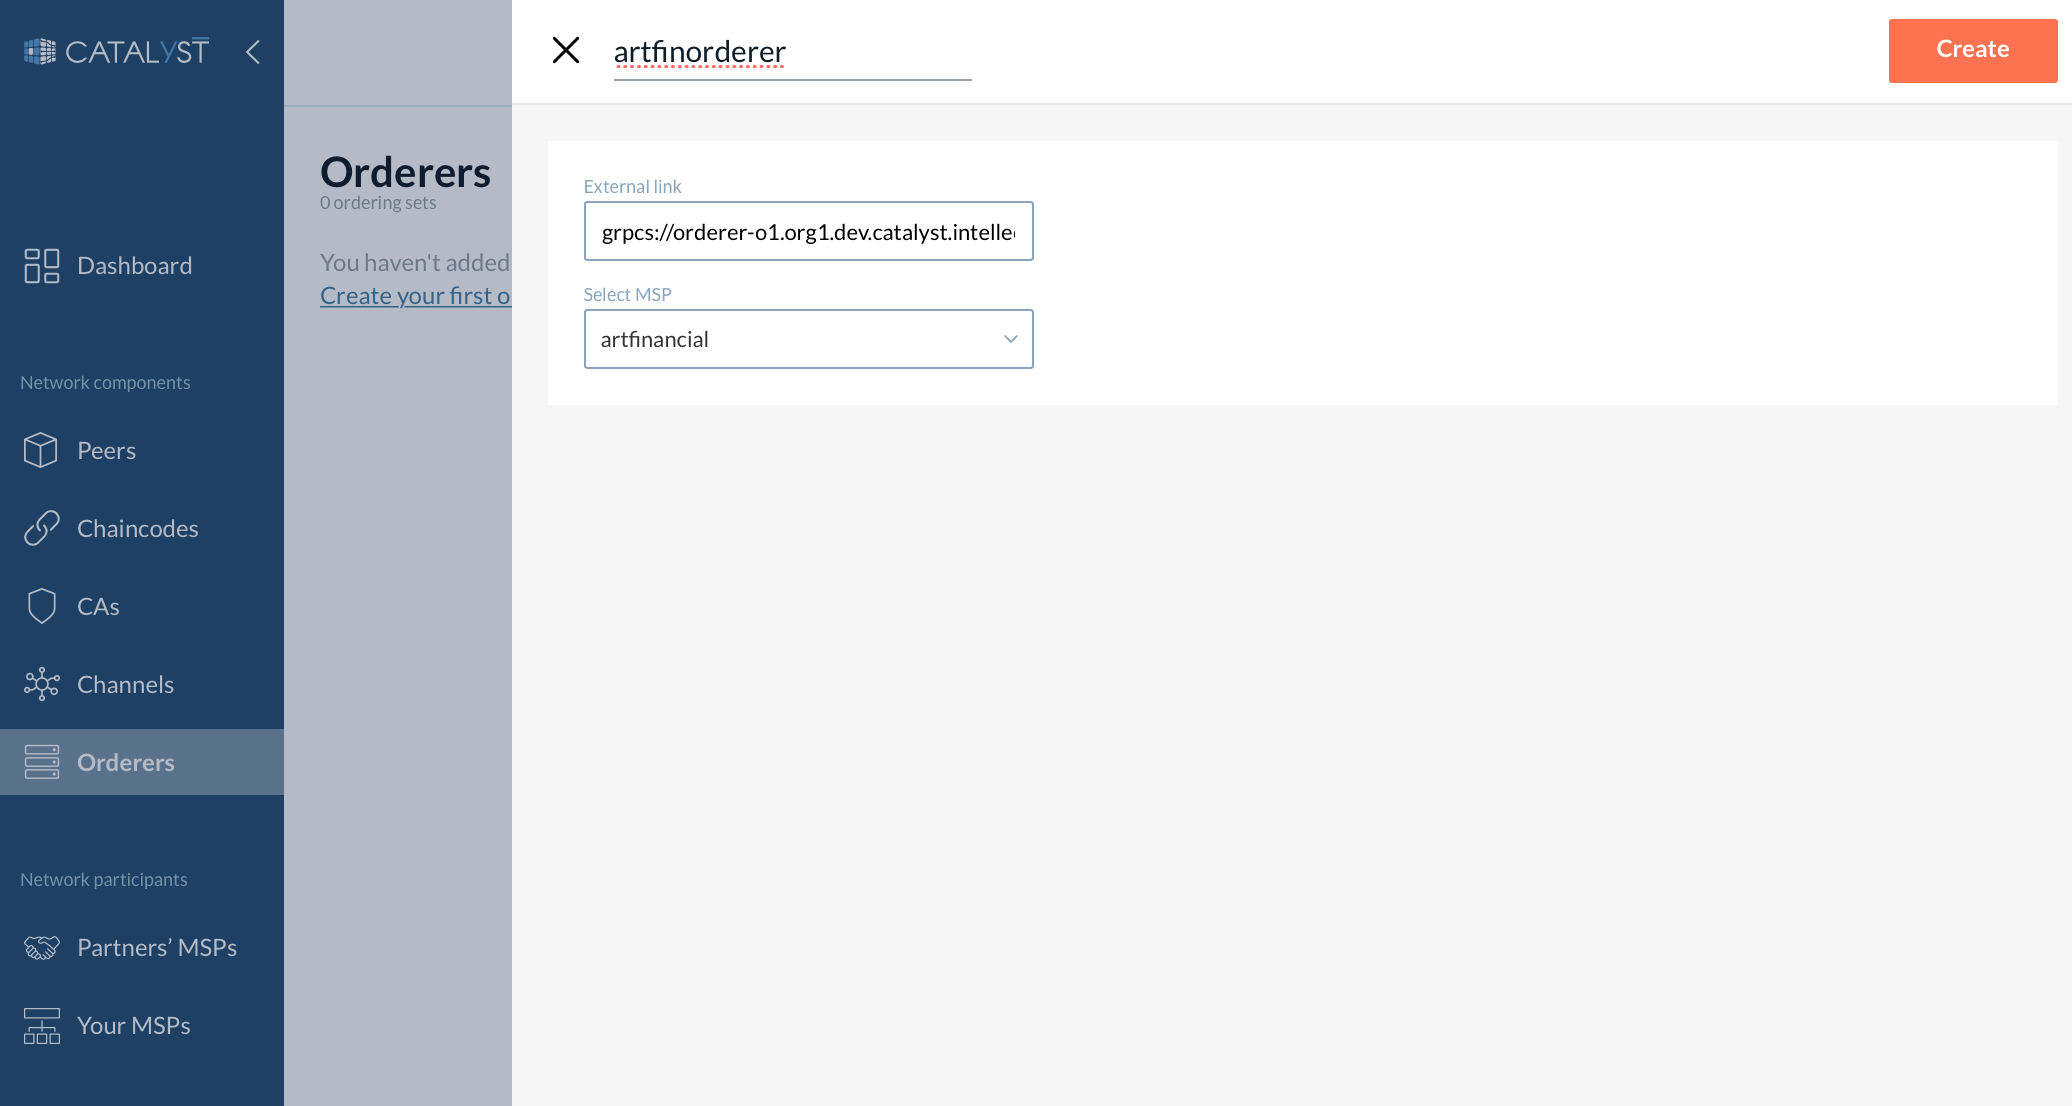 CATALYST
Dashboard
Network components
Peers
Chaincodes
CAs
Channels
Orderers
Network participants
Partners’ MSPs
Your MSPs
Orderers
0 ordering sets
You haven't added
Create your first o
artfinorderer
Create
External link
grpcs://orderer-o1.org1.dev.catalyst.intelle
Select MSP
artfinancial